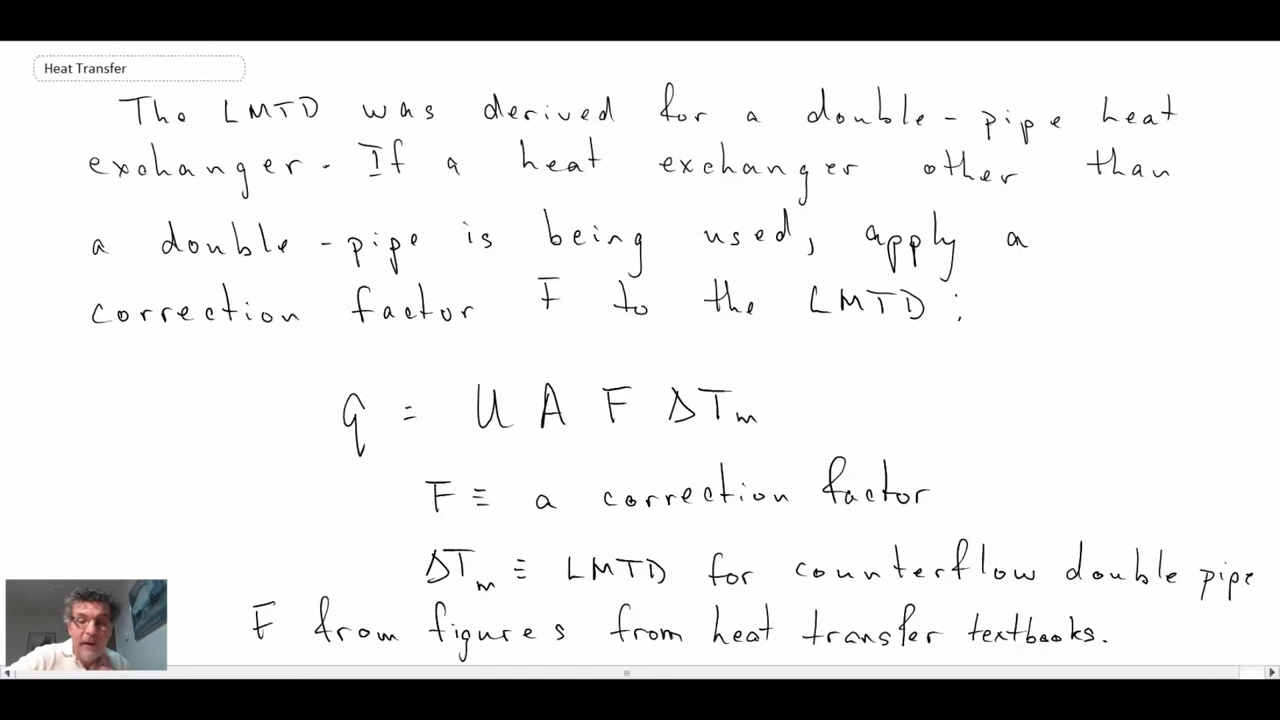 Heat Transfer
The LMTD was derived for a double-pipe heat
exchanger. If a heat exchanger other than
a double-pipe is being used, apply a
correction factor F to the LMTD:
q = U A F ΔTm
F ≡ a correction factor
ΔTm ≡ LMTD for counterflow double pipe
F from figures from heat transfer textbooks.